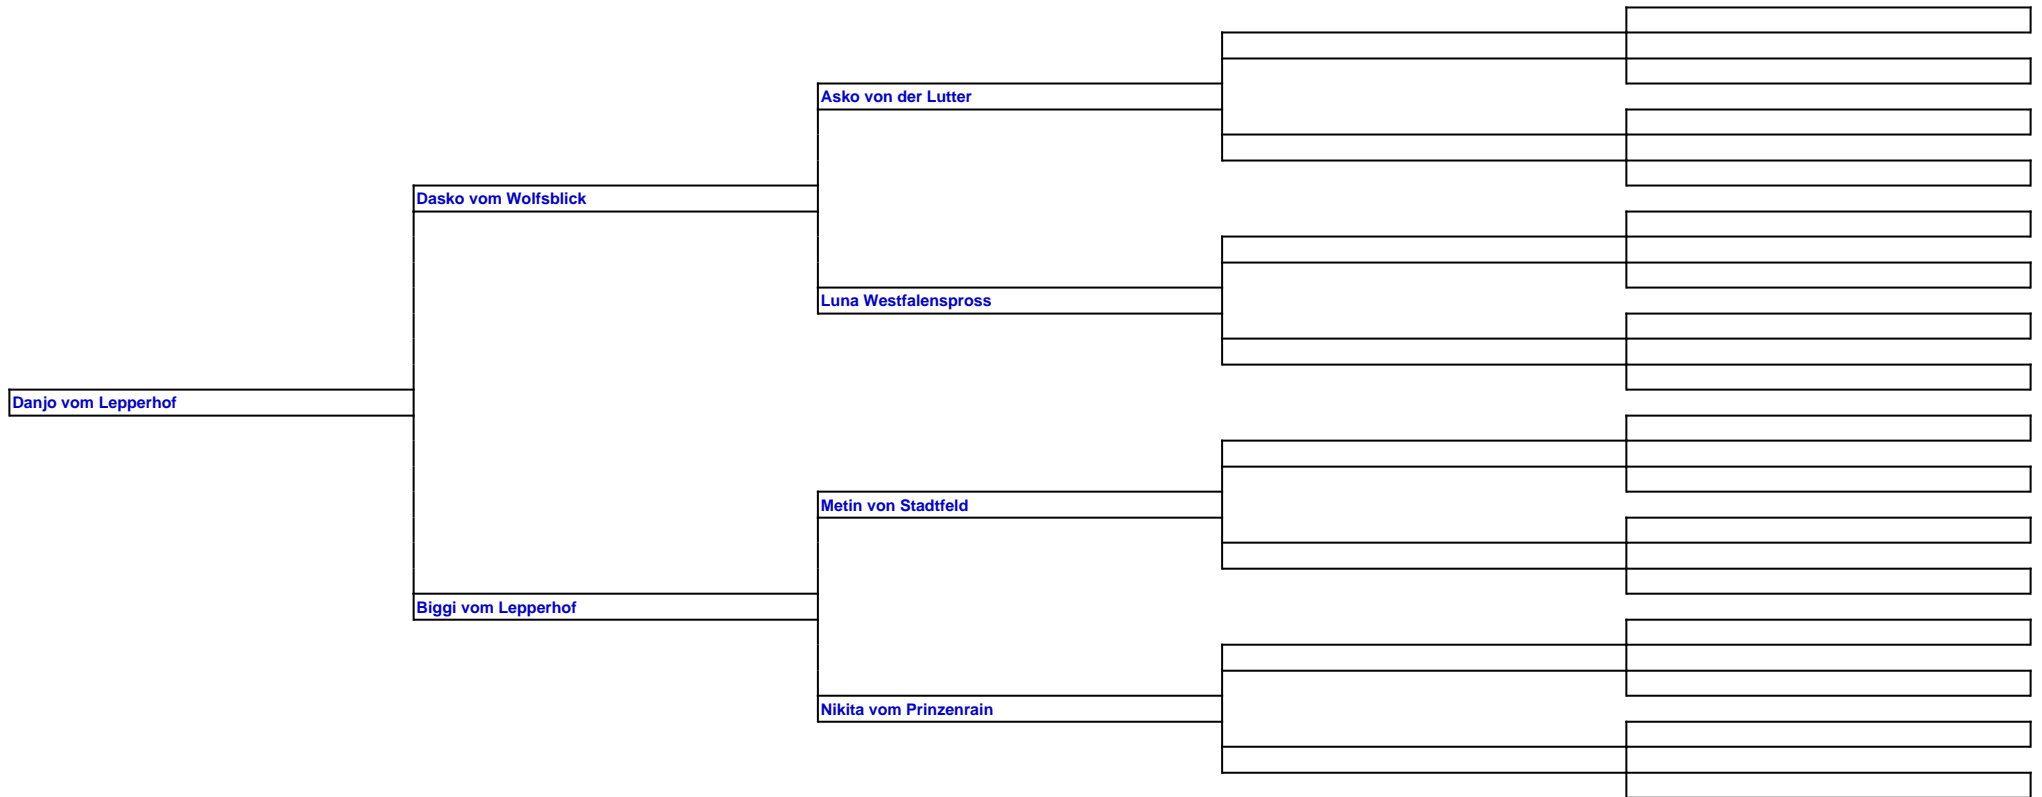 Asko von der Lutter
Dasko vom Wolfsblick
Luna Westfalenspross
Danjo vom Lepperhof
Metin von Stadtfeld
Biggi vom Lepperhof
Nikita vom Prinzenrain